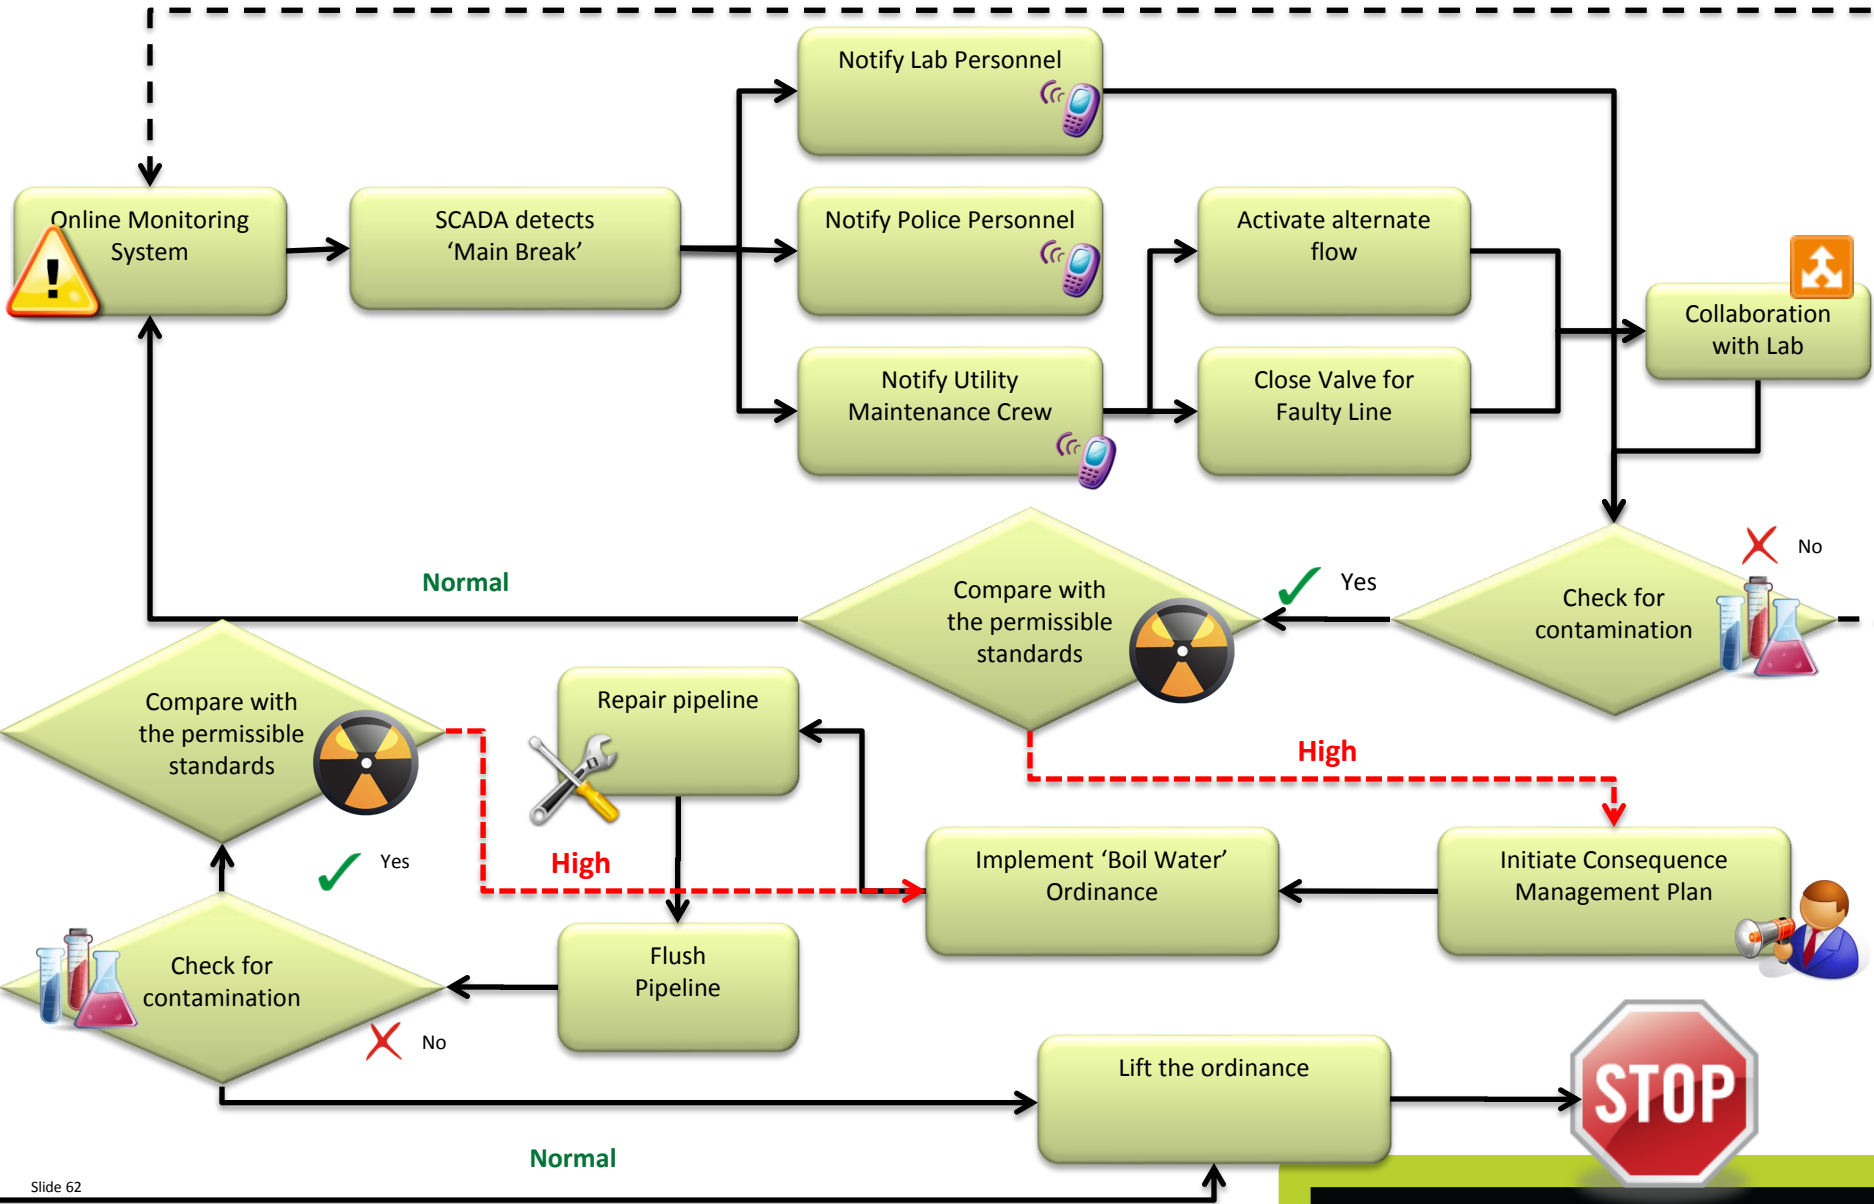 Notify Lab Personnel
Online Monitoring
System
SCADA detects
‘Main Break’
Notify Police Personnel
Activate alternate
flow
Collaboration
with Lab
Notify Utility
Maintenance Crew
Close Valve for
Faulty Line
No
Normal
Compare with
the permissible
standards
Yes
Check for
contamination
Compare with
the permissible
standards
Repair pipeline
High
Yes
High
Implement ‘Boil Water’
Ordinance
Initiate Consequence
Management Plan
Check for
contamination
Flush
Pipeline
No
Lift the ordinance
STOP
Normal
Slide 62